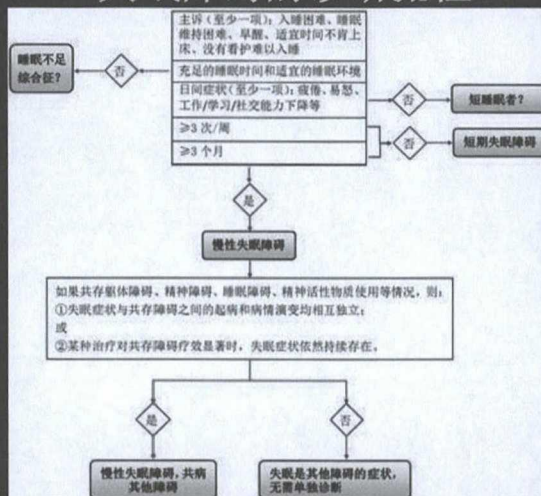 主诉（至少一项）：入睡困难、睡眠
维持困难、早醒、适宜时间不肯上
床、没有看护难以入睡
睡眠不足
综合征？
否
充足的睡眠时间和适宜的睡眠环境
日间症状（至少一项）：疲倦、易怒、
工作/学习/社交能力下降等
否
短睡眠者？
≥3 次/周
≥3 个月
否
短期失眠障碍
是
慢性失眠障碍
如果共存躯体障碍、精神障碍、睡眠障碍、精神活性物质使用等情况，则：
①失眠症状与共存障碍之间的起病和病情演变均相互独立；
或
②某种治疗对共存障碍疗效显著时，失眠症状依然持续存在。
是
否
慢性失眠障碍，共病
其他障碍
失眠是其他障碍的症状，
无需单独诊断